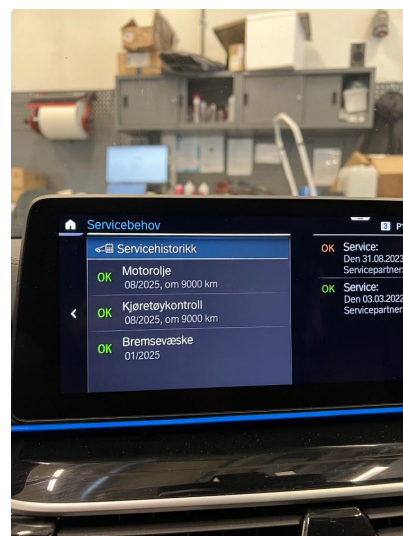 Servicebehov
3
Servicehistorikk
OK Motorolje
08/2025, om 9000 km
OK Kjøretøykontroll
08/2025, om 9000 km
OK Bremsevæske
01/2025
OK Service:
Den 31.08.2023
Servicepartner:
OK Service:
Den 03.03.2022
Servicepartner: